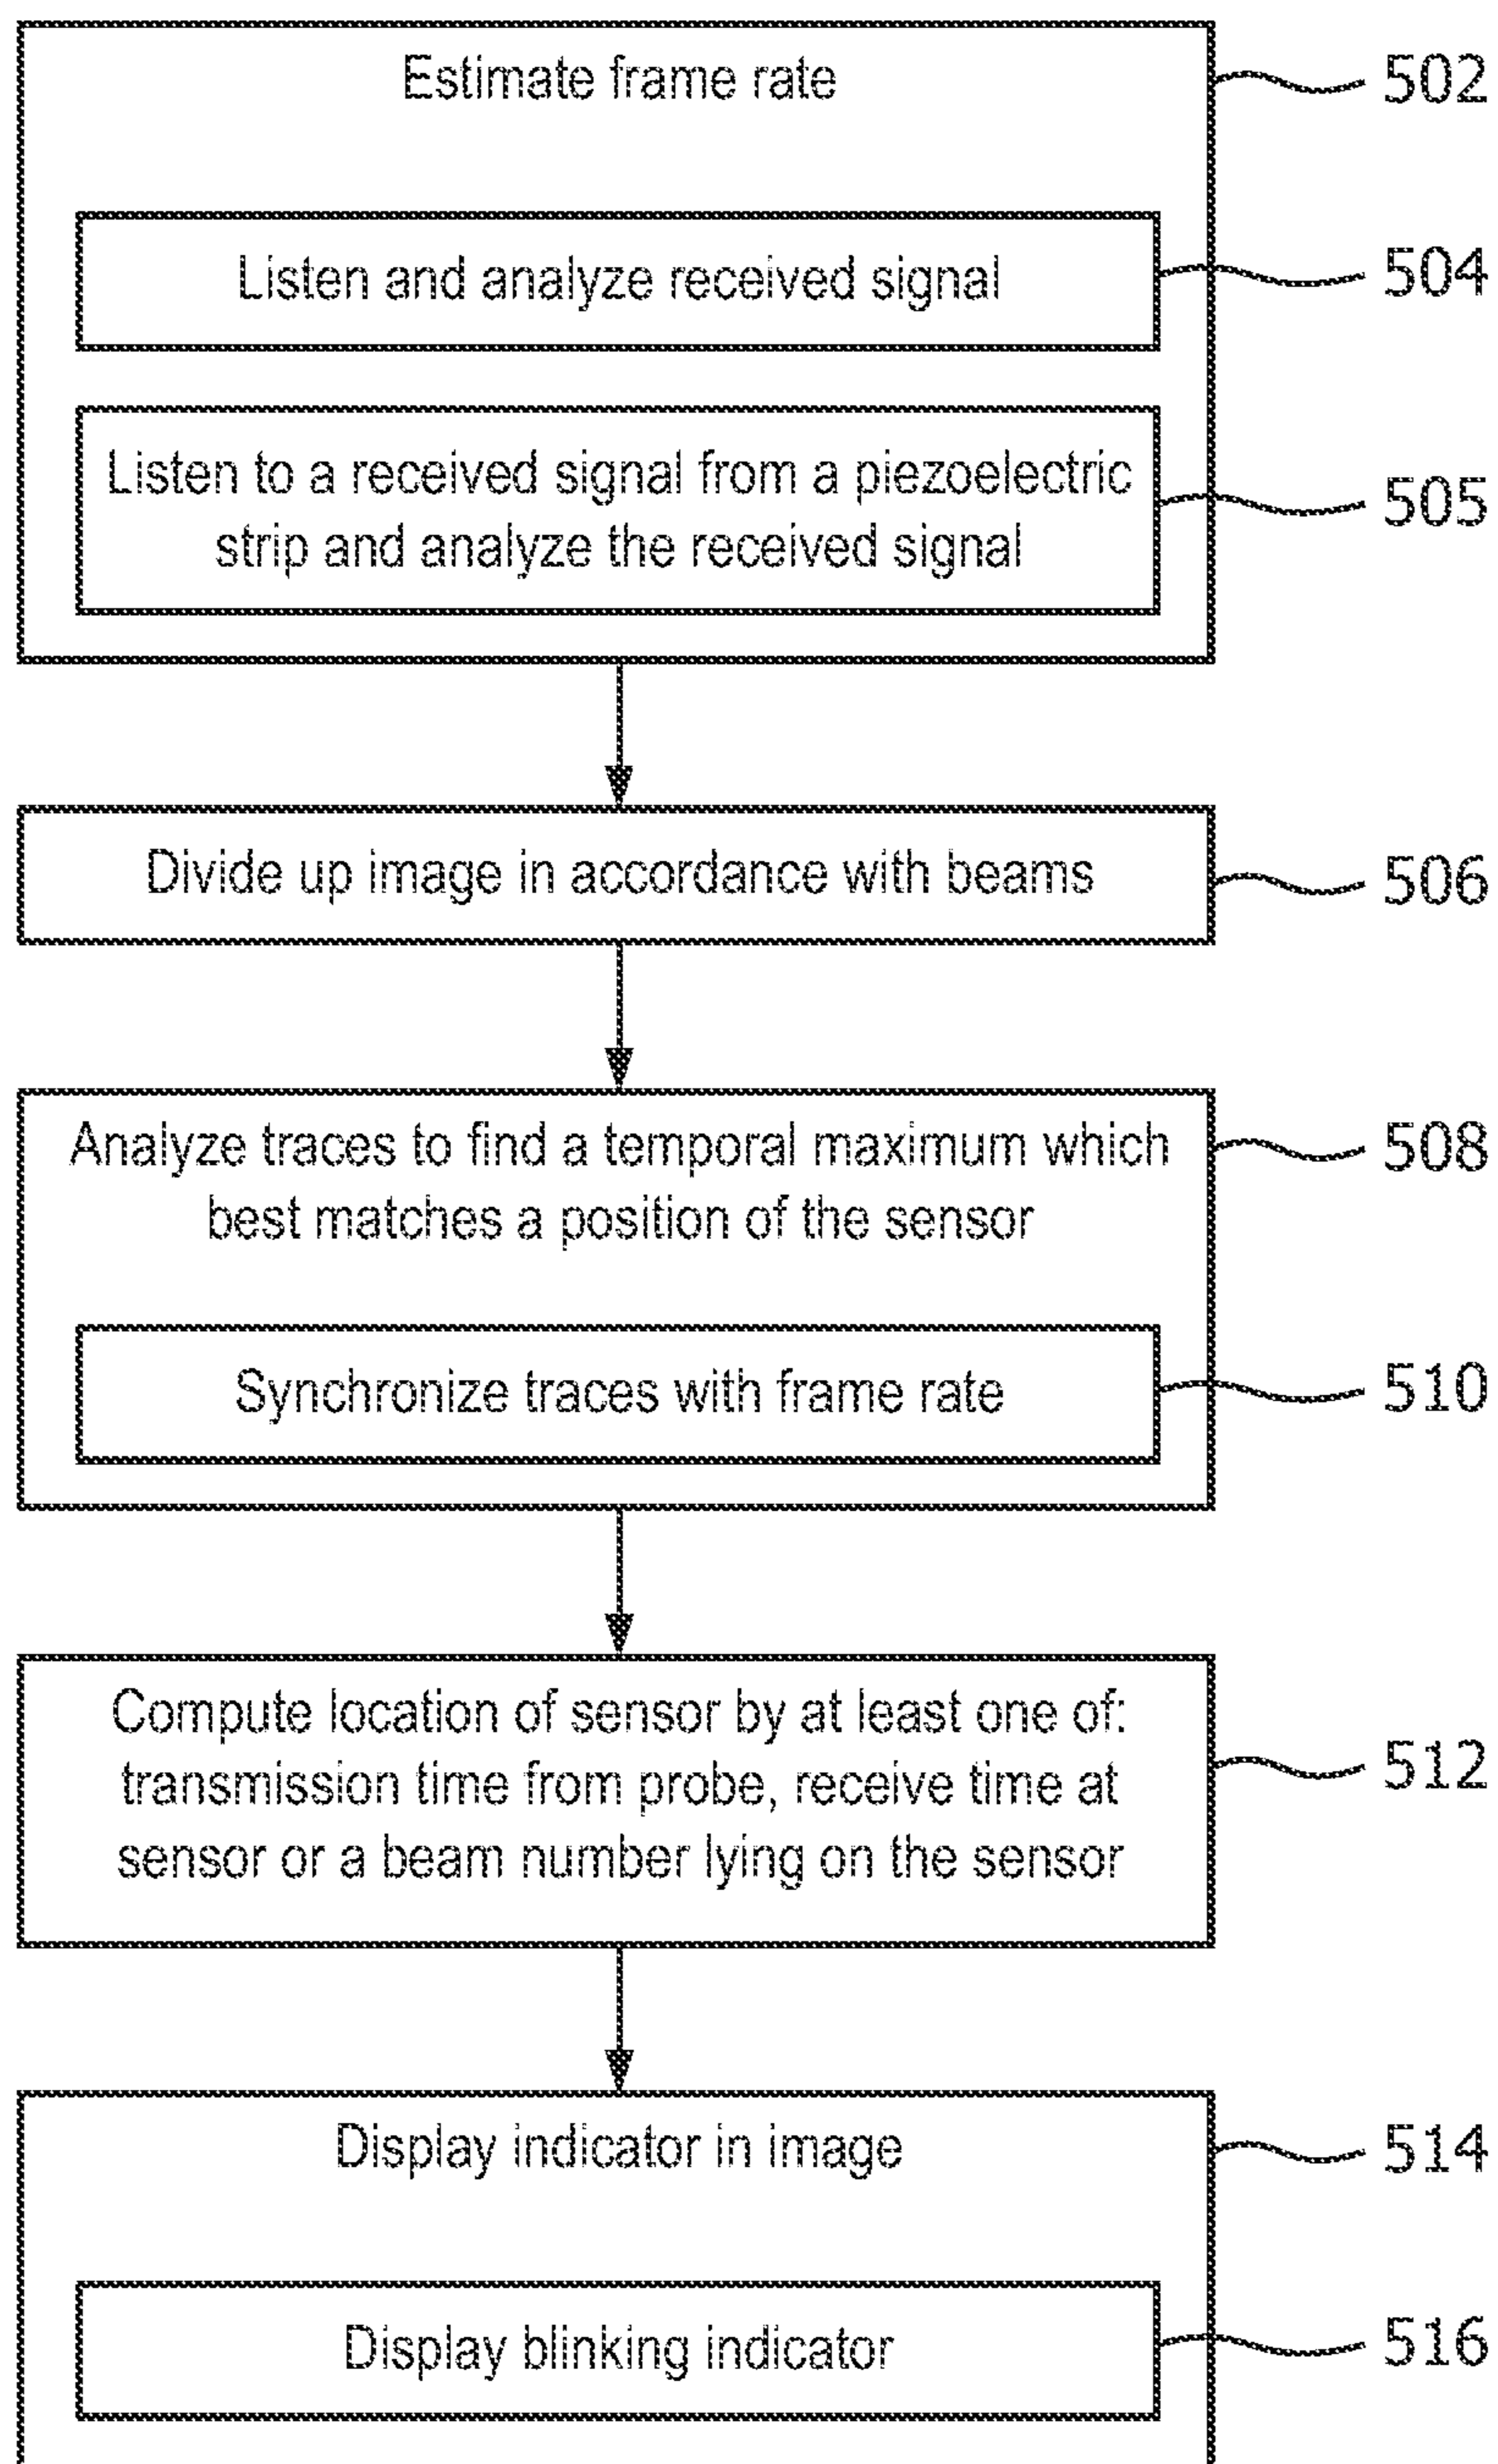 Estimate frame rate
502
Listen and analyze received signal
504
Listen to a received signal from a piezoelectric
strip and analyze the received signal
505
Divide up image in accordance with beams
506
Analyze traces to find a temporal maximum which
best matches a position of the sensor
508
Synchronize traces with frame rate
510
Compute location of sensor by at least one of:
transmission time from probe, receive time at
sensor or a beam number lying on the sensor
512
Display indicator in image
514
Display blinking indicator
516